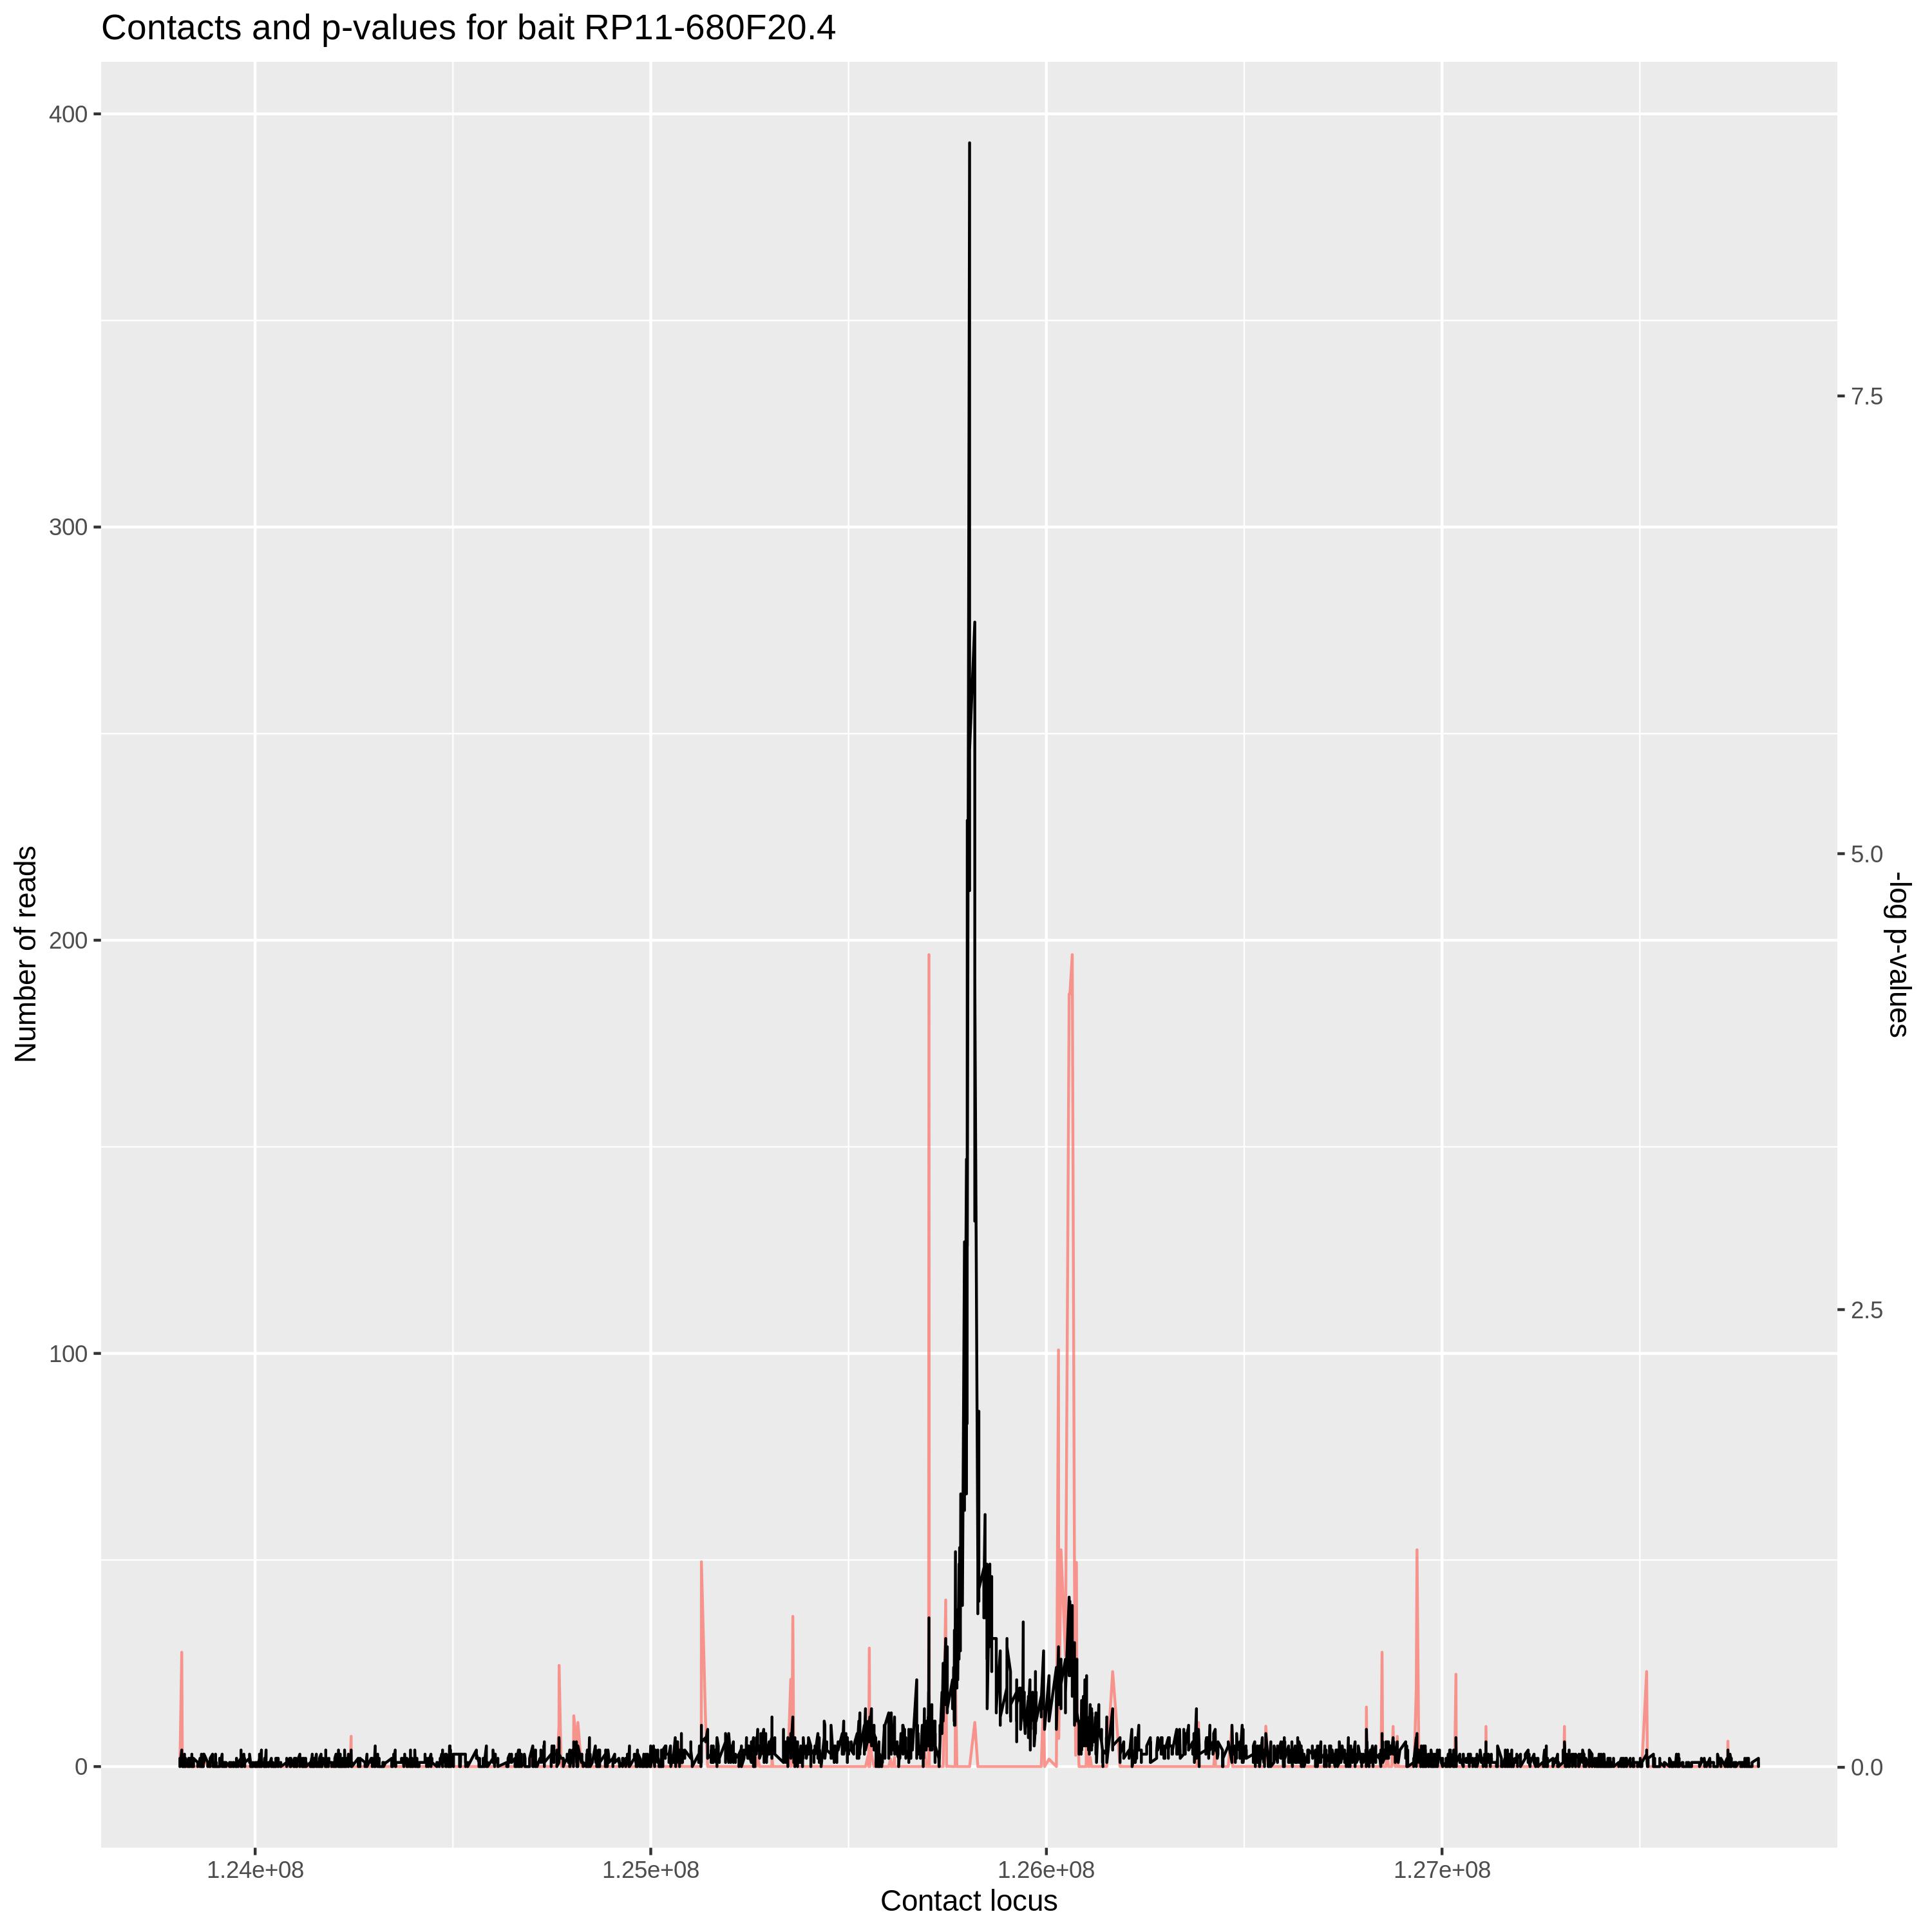 Contacts and p-values for bait RP11-680F20.4
400
300
200
100
0
7.5
5.0
2.5
0.0
Number of reads
-log p-values
1.24e+08 1.25e+08 1.26e+08 1.27e+08
Contact locus